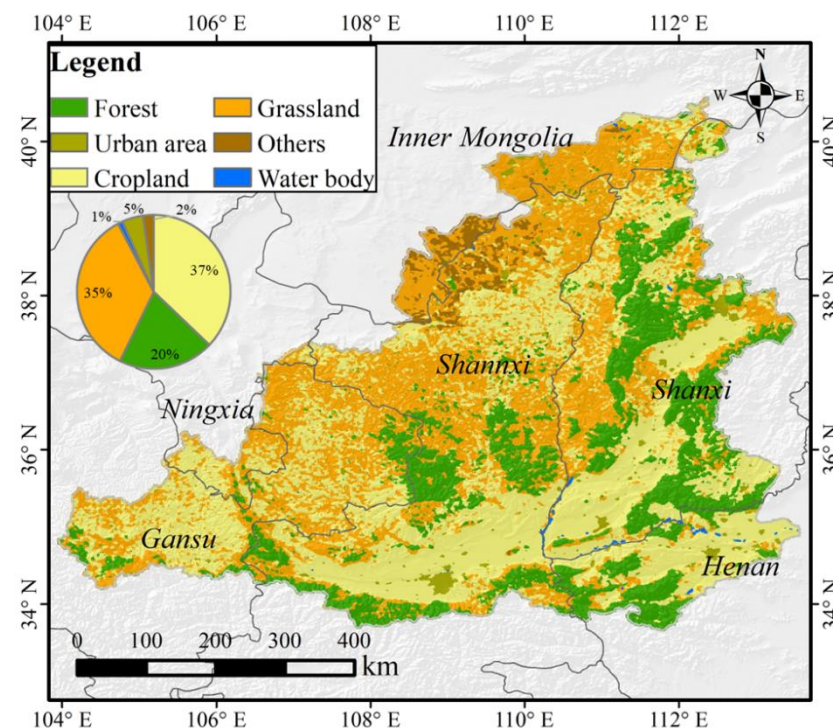 104° E 106° E 108° E 110° E 112° E
Legend
Forest Grassland
Urban area Others
Cropland Water body
N
W E
S
40° N 40° N
Inner Mongolia
1% 5% 2%
37%
35%
20%
38° N 38° N
Shannxi
Shanxi
Ningxia
36° N 36° N
Gansu
Henan
34° N 34° N
0 100 200 300 400
km
104° E 106° E 108° E 110° E 112° E